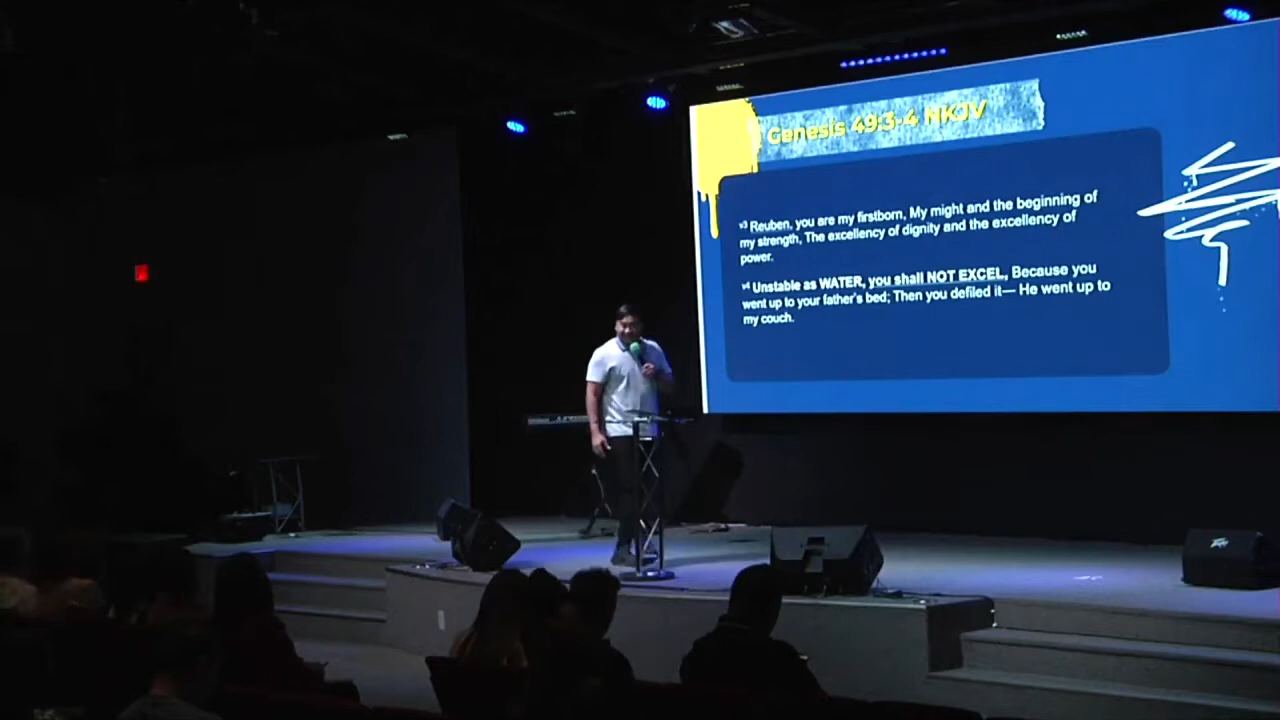 Genesis 49:3-4 NKJV
v3 Reuben, you are my firstborn, My might and the beginning of
my strength, The excellency of dignity and the excellency of
power.
v4 Unstable as WATER, you shall NOT EXCEL, Because you
went up to your father's bed; Then you defiled it— He went up to
my couch.